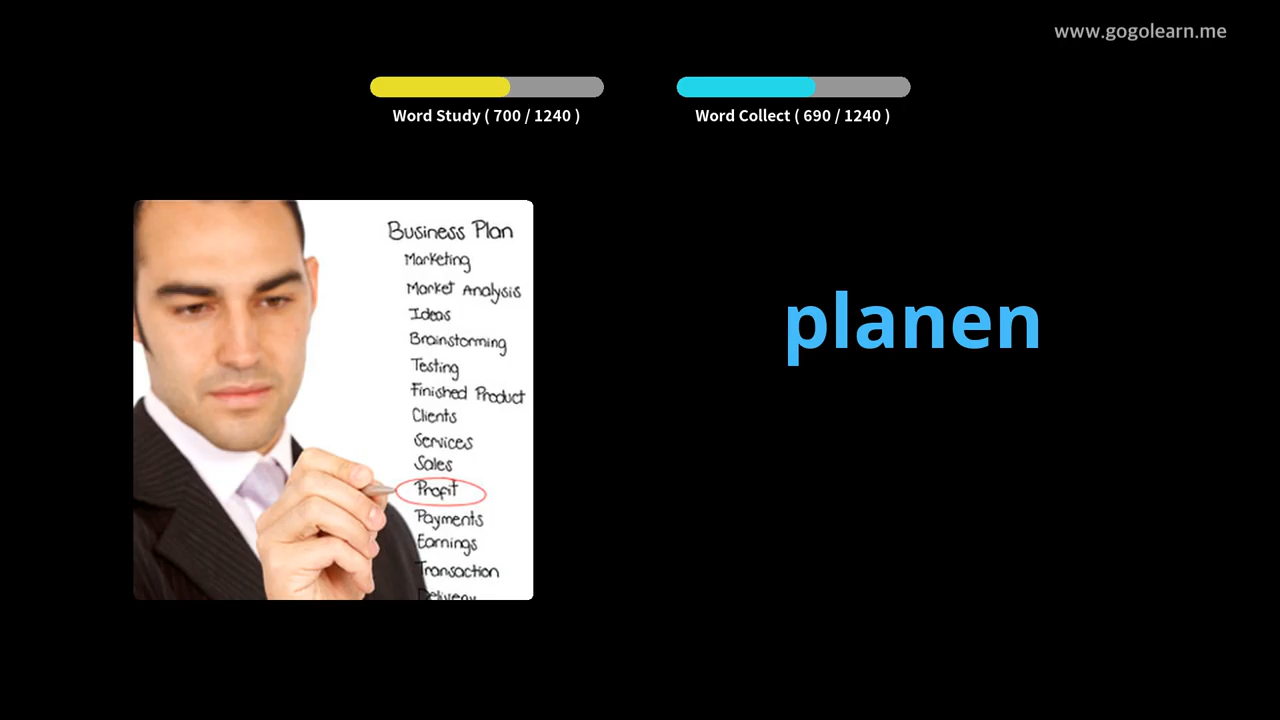 www.gogolearn.me
Word Study ( 700 / 1240 )
Word Collect ( 690 / 1240 )
Business Plan
Marketing
Market Analysis
Ideas
Brainstorming
Testing
Finished Product
Clients
Services
Sales
Profit
Payments
Earnings
Transaction
Delivery
planen